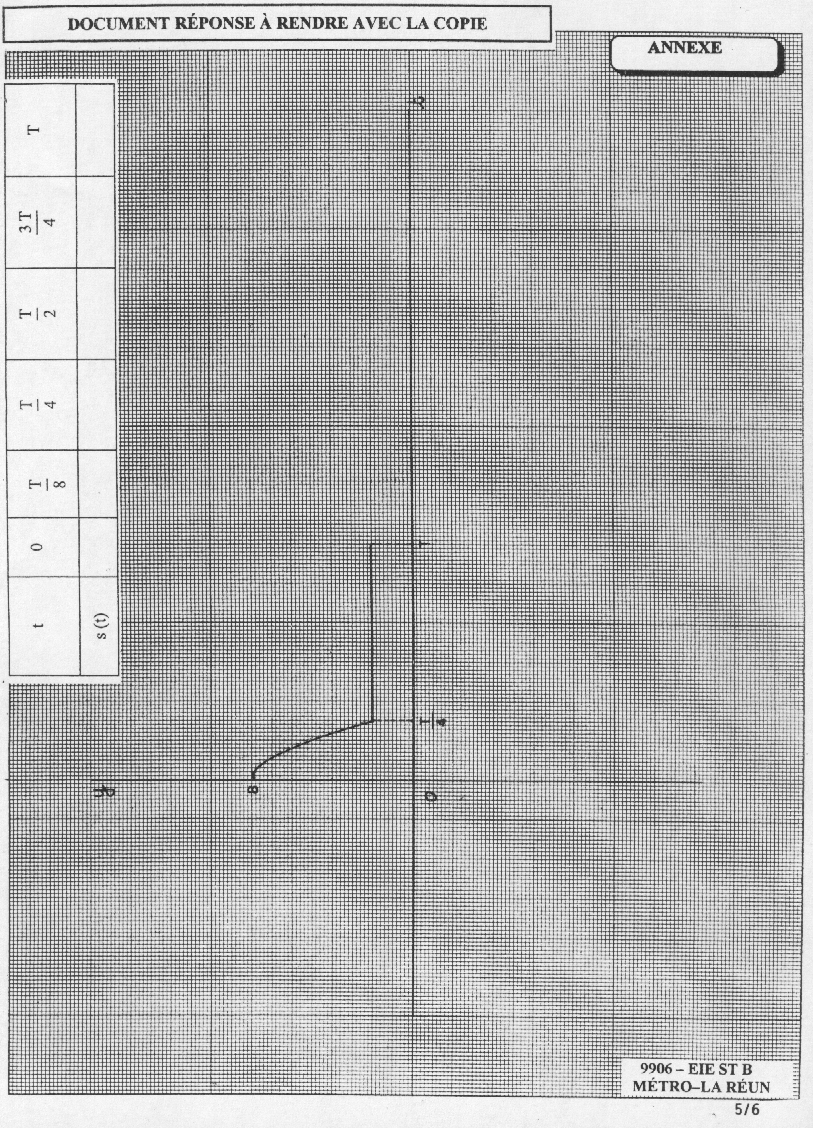 DOCUMENT RÉPONSE À RENDRE AVEC LA COPIE
ANNEXE
t 0 T/8 T/4 T/2 3T/4 T
s (t)
8
O
T/4
T
t
9906 – EIE ST B
MÉTRO–LA RÉUN
5/6